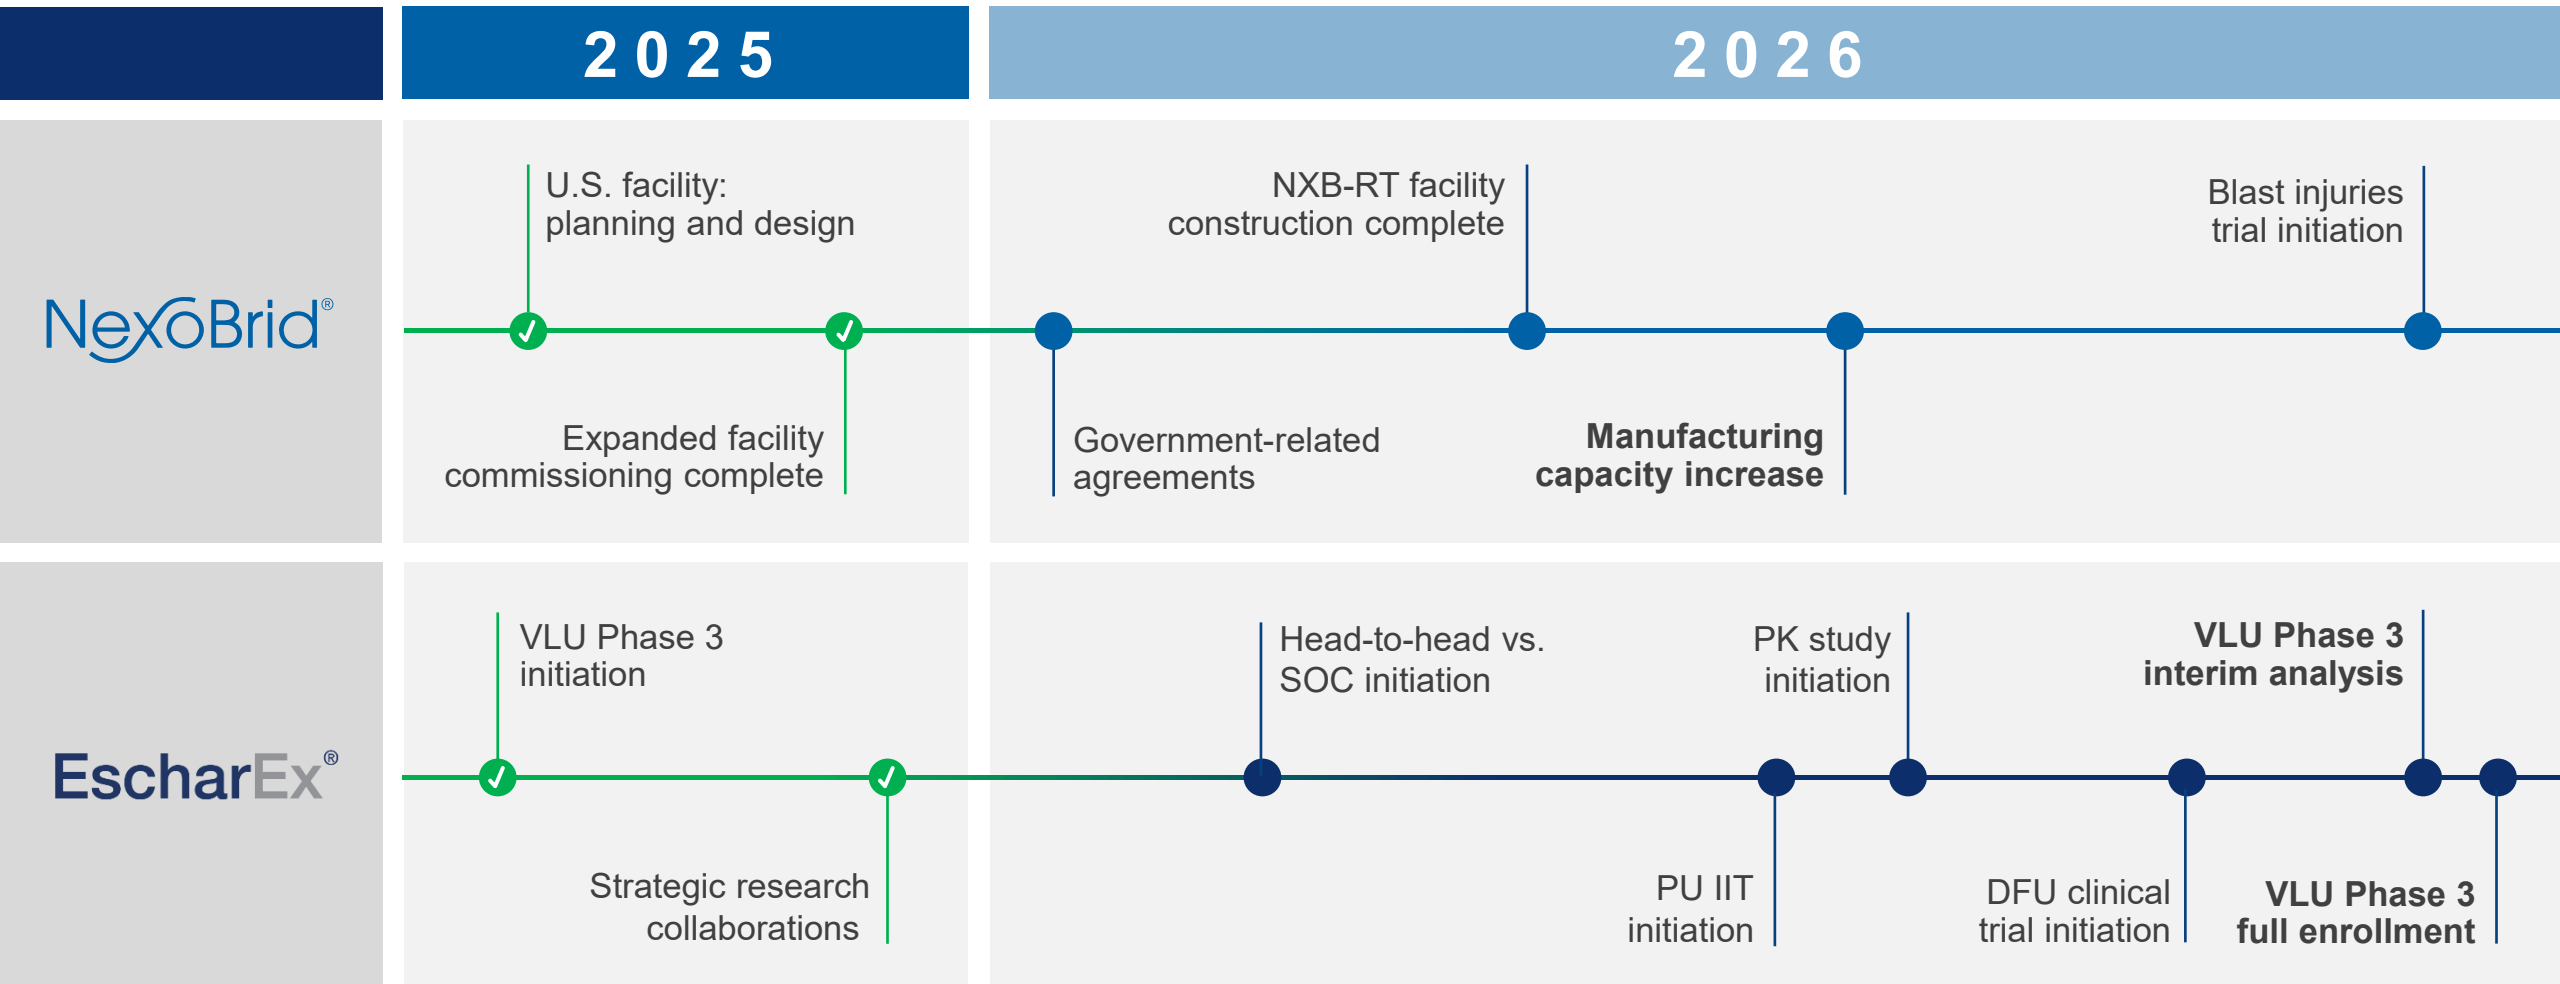 2025
2026
NexoBrid®
U.S. facility:
planning and design
Expanded facility
commissioning complete
Government-related
agreements
NXB-RT facility
construction complete
Manufacturing
capacity increase
Blast injuries
trial initiation
EscharEx®
VLU Phase 3
initiation
Strategic research
collaborations
Head-to-head vs.
SOC initiation
PU IIT
initiation
PK study
initiation
DFU clinical
trial initiation
VLU Phase 3
interim analysis
VLU Phase 3
full enrollment